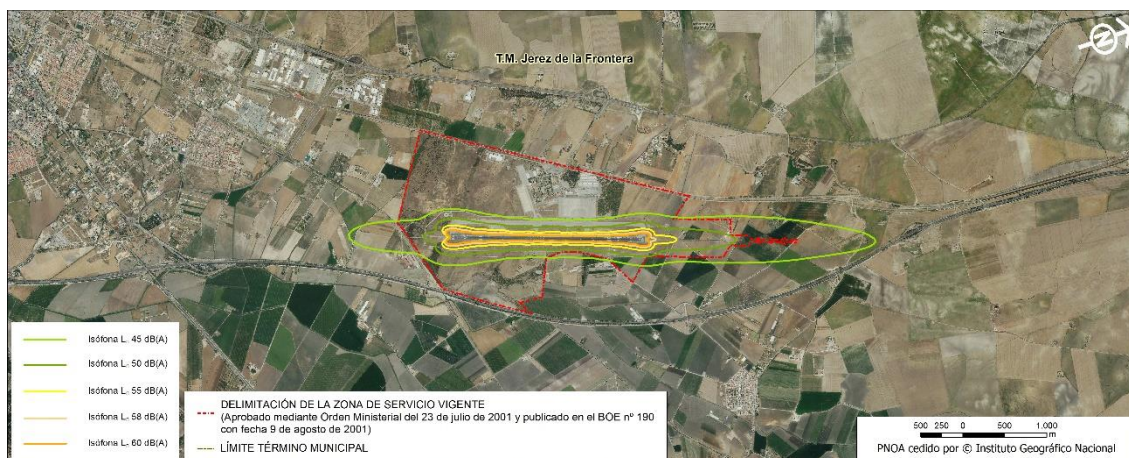 T.M. Jerez de la Frontera
N
Isófona L 45 dB(A)
Isófona L 50 dB(A)
Isófona L 55 dB(A)
Isófona L 58 dB(A)
Isófona L 60 dB(A)
DELIMITACIÓN DE LA ZONA DE SERVICIO VIGENTE
(Aprobado mediante Orden Ministerial del 23 de julio de 2001 y publicado en el BOE nº 190
con fecha 9 de agosto de 2001)
LÍMITE TÉRMINO MUNICIPAL
500 250 0 500 1.000
m
PNOA cedido por © Instituto Geográfico Nacional